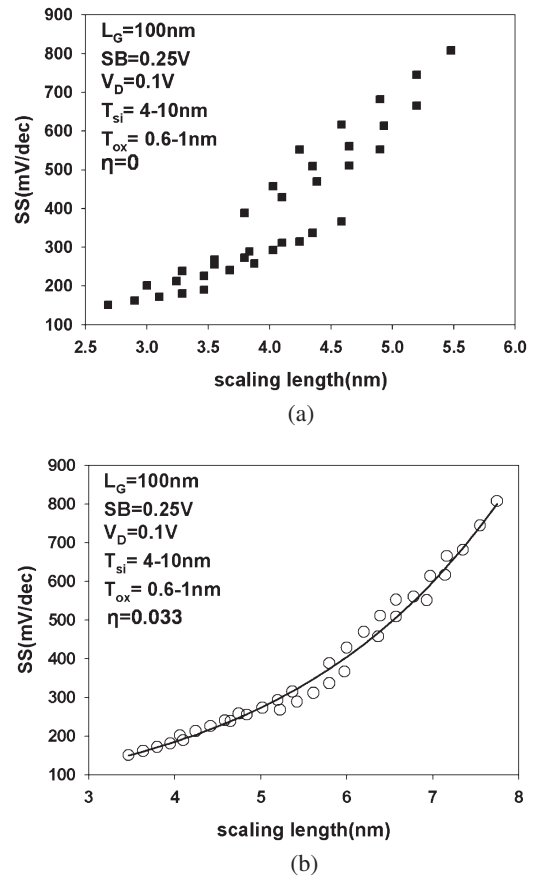 900
800
700
600
500
400
300
200
100
SS(mV/dec)
L_G=100nm
SB=0.25V
V_D=0.1V
T_si= 4-10nm
T_ox= 0.6-1nm
η=0
2.5 3.0 3.5 4.0 4.5 5.0 5.5 6.0
scaling length(nm)
(a)
900
800
700
600
500
400
300
200
100
SS(mV/dec)
L_G=100nm
SB=0.25V
V_D=0.1V
T_si= 4-10nm
T_ox= 0.6-1nm
η=0.033
3 4 5 6 7 8
scaling length(nm)
(b)